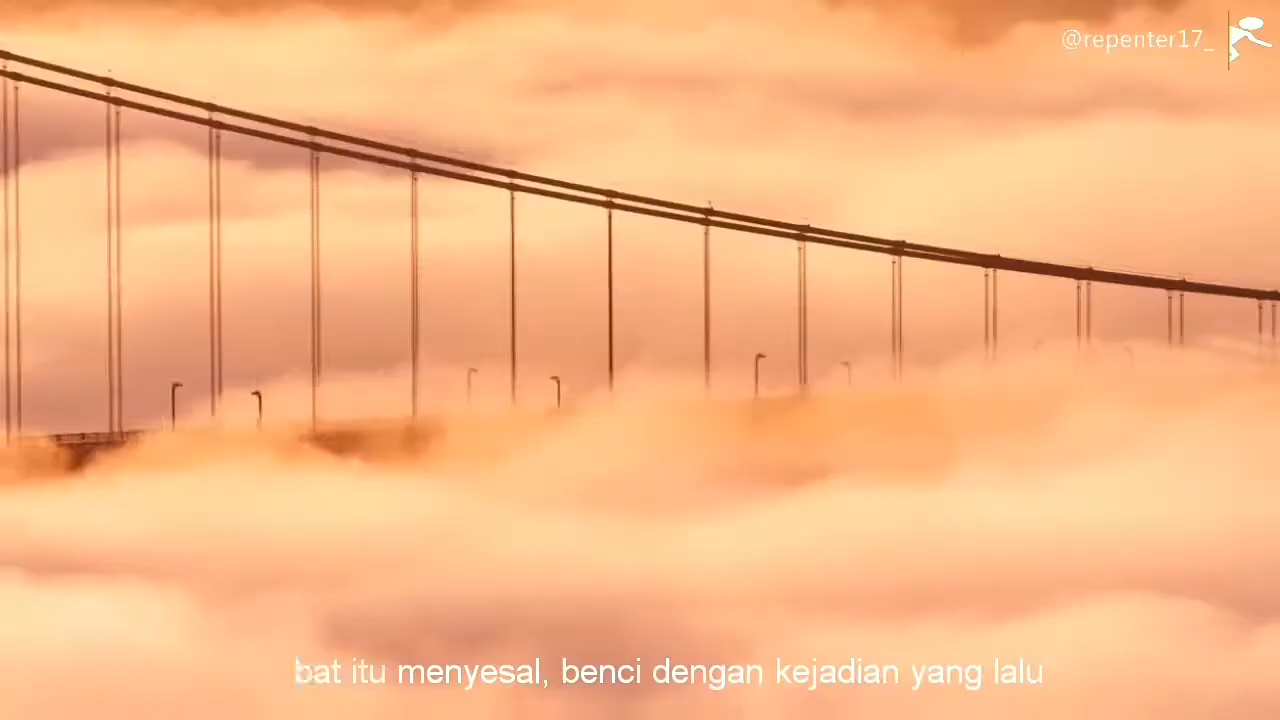 @repenter17_
bat itu menyesal, benci dengan kejadian yang lalu